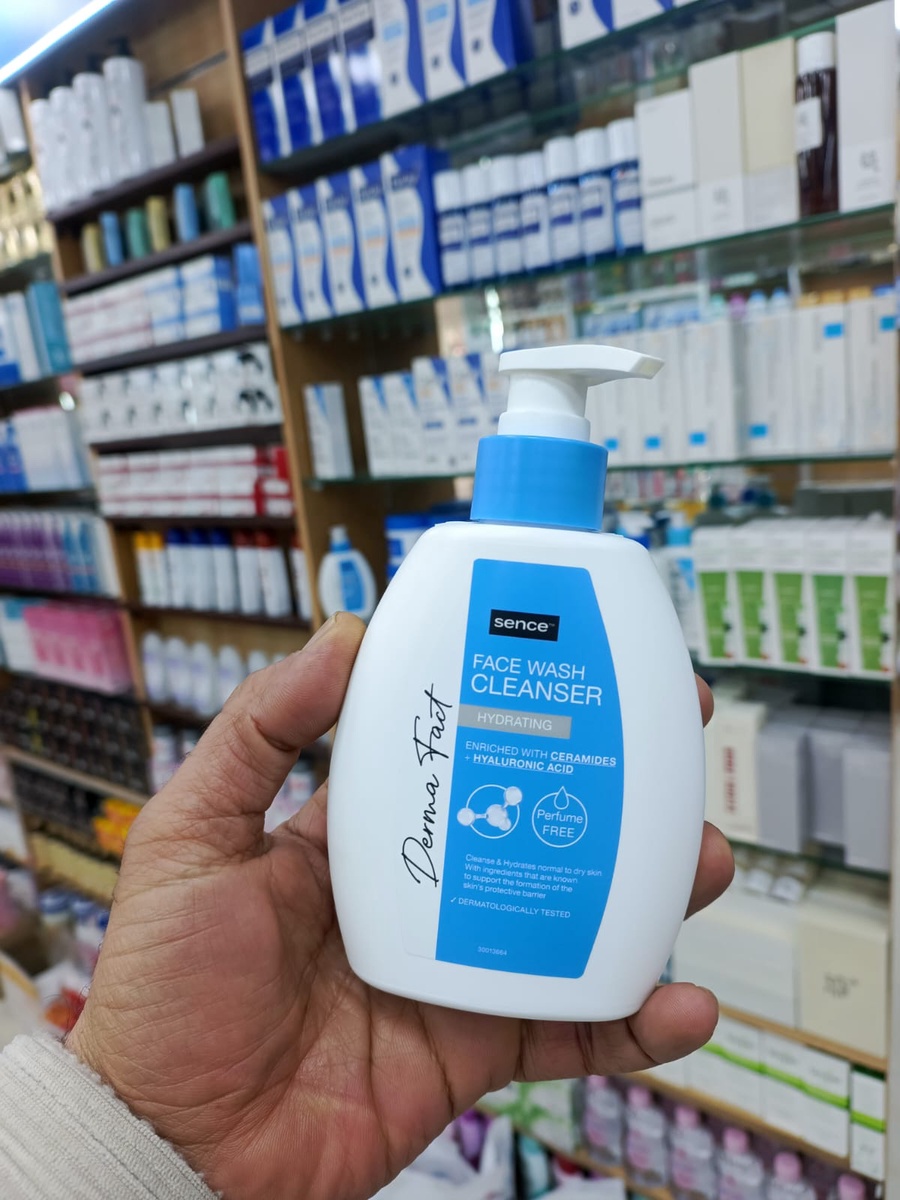 sence™
FACE WASH
CLEANSER
HYDRATING
ENRICHED WITH CERAMIDES
+ HYALURONIC ACID
Perfume
FREE
Derma Fact
Cleanse & Hydrates normal to dry skin
With ingredients that are known
to support the formation of the
skin's protective barrier
✓ DERMATOLOGICALLY TESTED